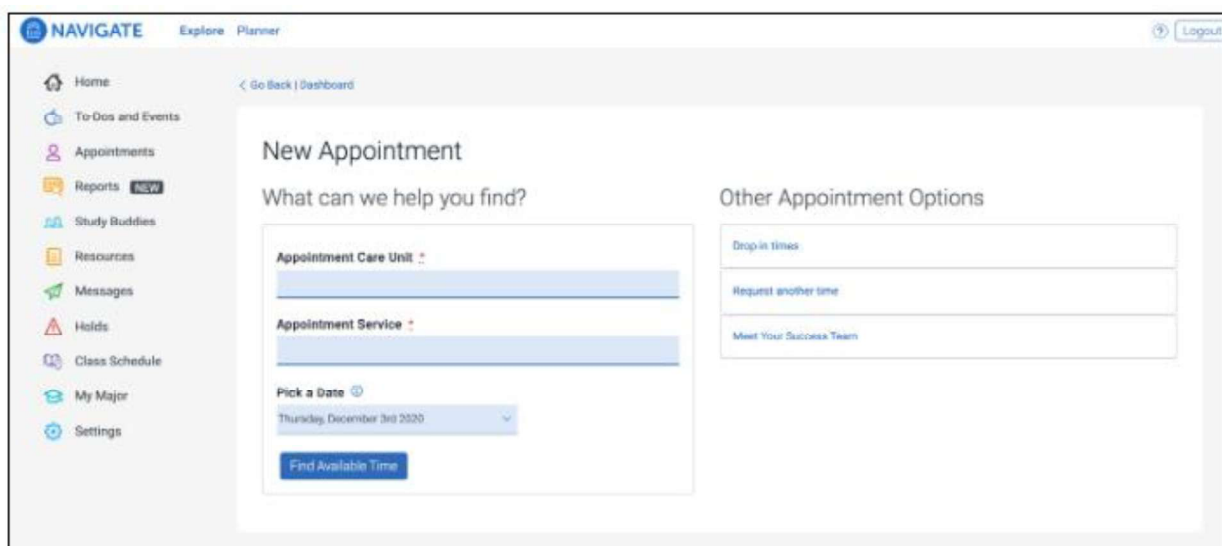 NAVIGATE Explore Planner Logout
Home
To-Dos and Events
Appointments
Reports NEW
Study Buddies
Resources
Messages
Holds
Class Schedule
My Major
Settings
< Go Back | Dashboard
New Appointment
What can we help you find?
Appointment Care Unit *
Appointment Service *
Pick a Date
Thursday, December 3rd 2020
Find Available Time
Other Appointment Options
Drop-in times
Request another time
Meet Your Success Team